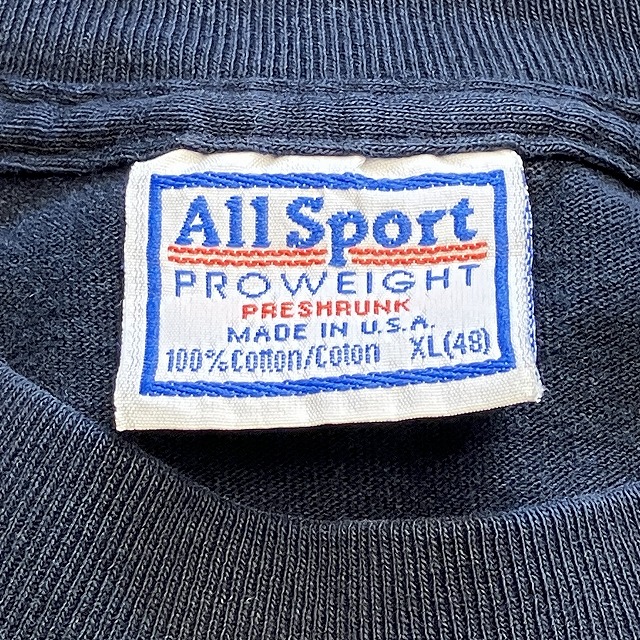 All Sport
PROWEIGHT
PRESHRUNK
MADE IN U.S.A.
100% Cotton/Coton XL(48)